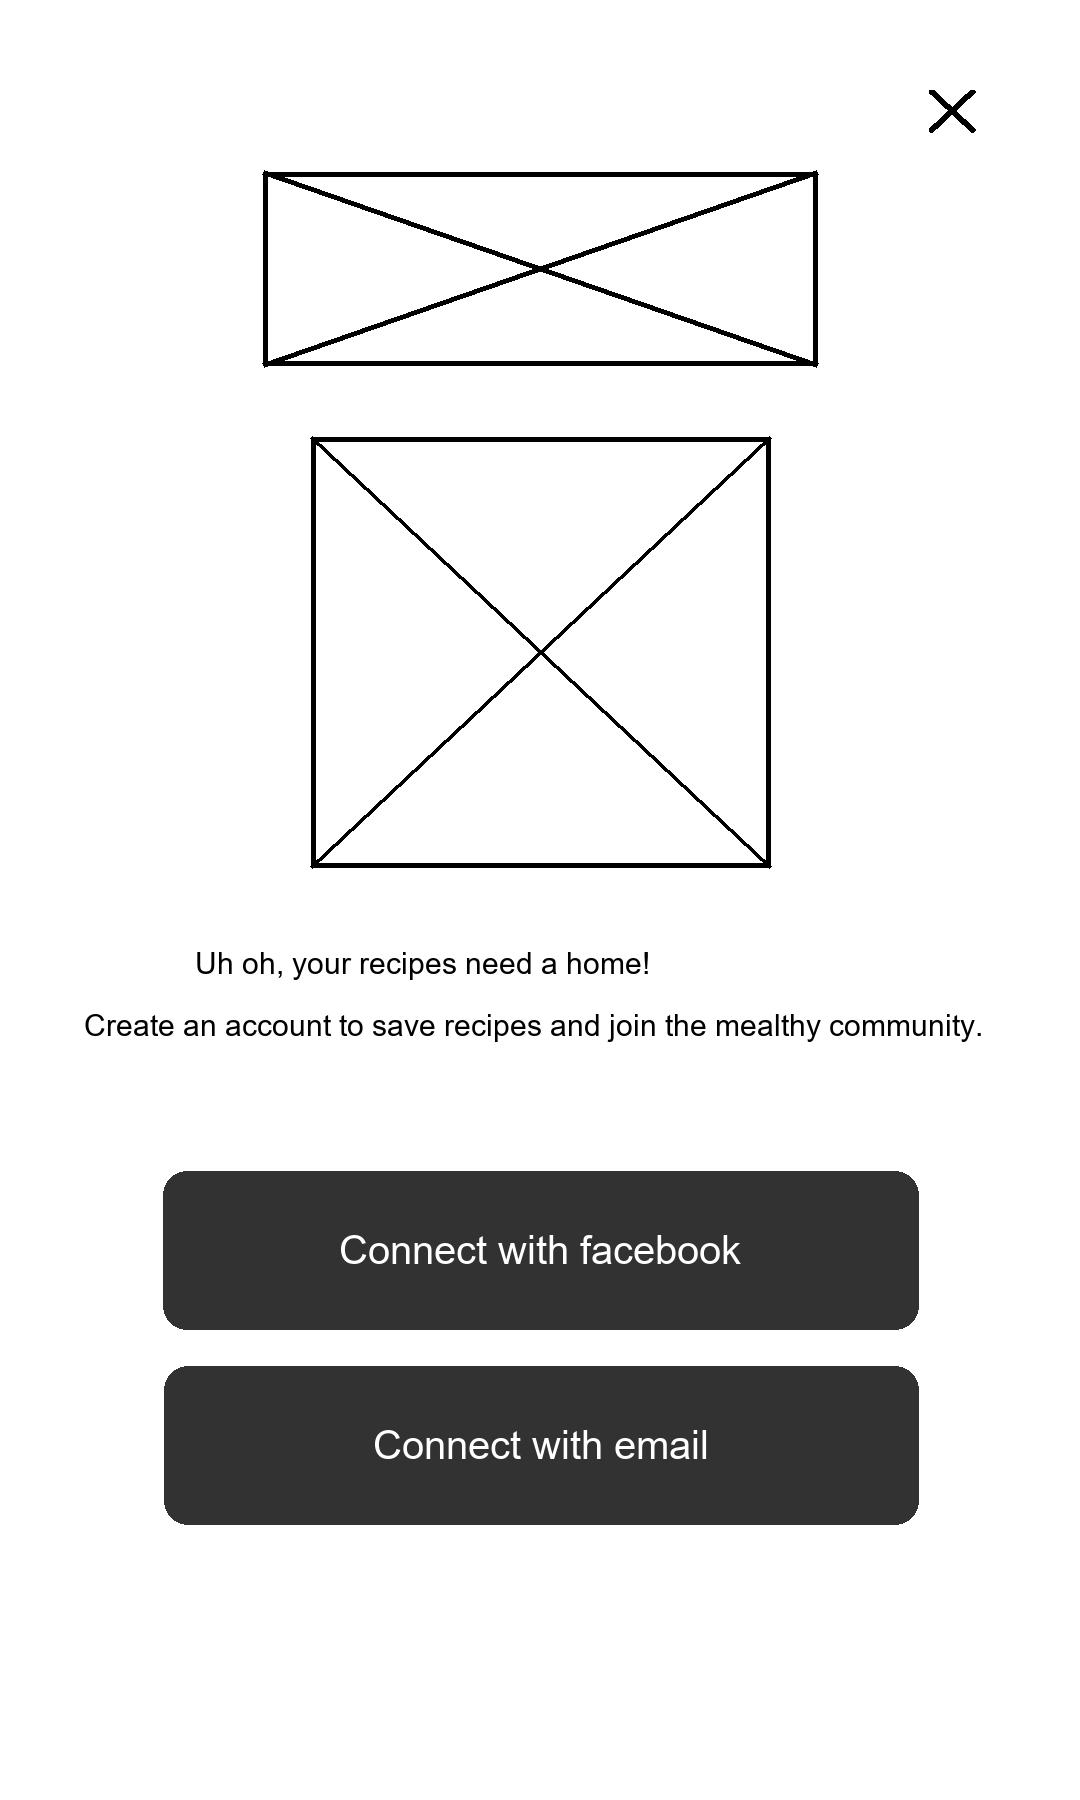 Uh oh, your recipes need a home!
Create an account to save recipes and join the mealthy community.
Connect with facebook
Connect with email